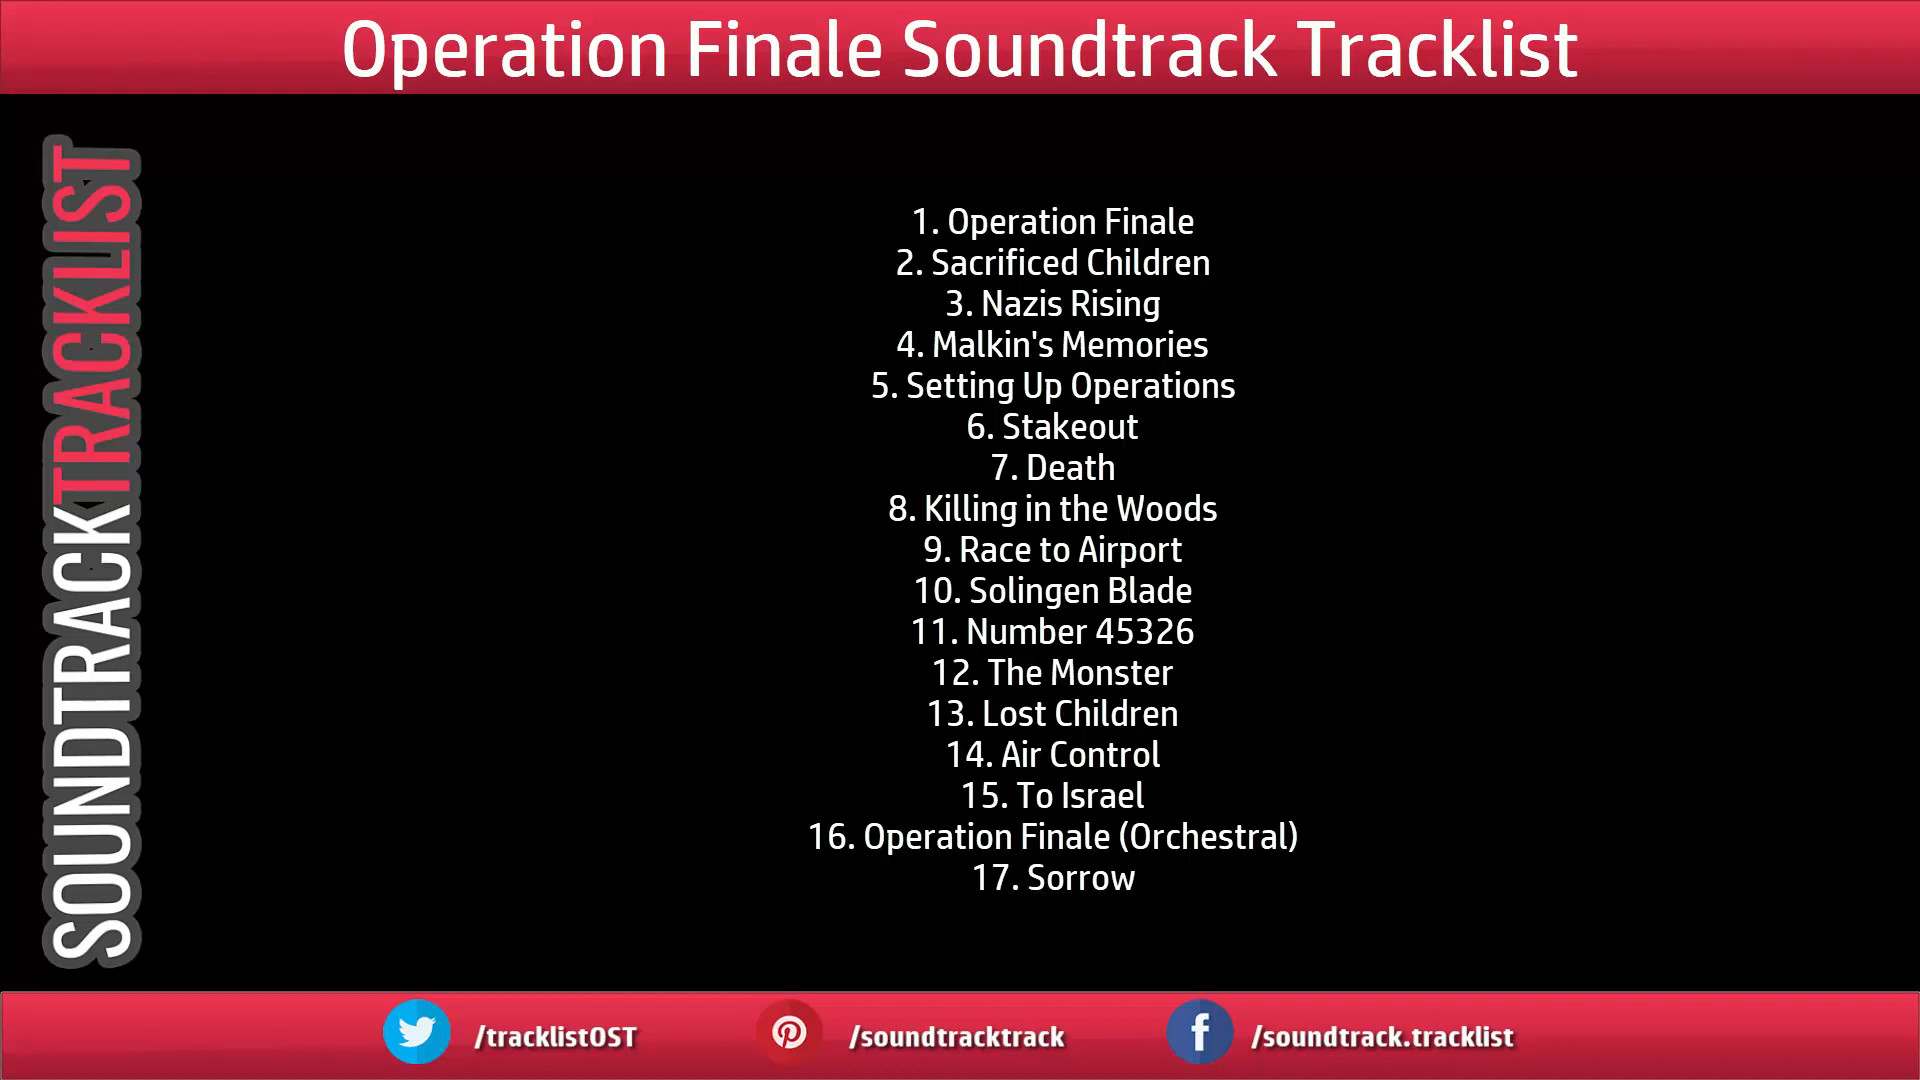 Operation Finale Soundtrack Tracklist
SOUNDTRACKTRACKLIST
1. Operation Finale
2. Sacrificed Children
3. Nazis Rising
4. Malkin's Memories
5. Setting Up Operations
6. Stakeout
7. Death
8. Killing in the Woods
9. Race to Airport
10. Solingen Blade
11. Number 45326
12. The Monster
13. Lost Children
14. Air Control
15. To Israel
16. Operation Finale (Orchestral)
17. Sorrow
/tracklistOST /soundtracktrack /soundtrack.tracklist